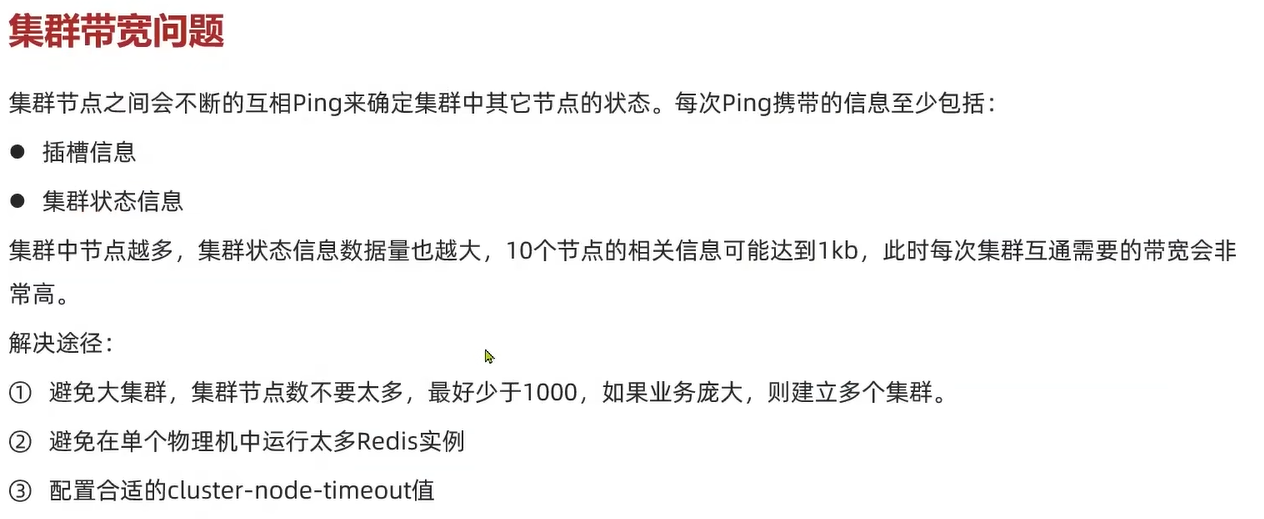 集群带宽问题
集群节点之间会不断的互相Ping来确定集群中其它节点的状态。每次Ping携带的信息至少包括：
● 插槽信息
● 集群状态信息
集群中节点越多，集群状态信息数据量也越大，10个节点的相关信息可能达到1kb，此时每次集群互通需要的带宽会非
常高。
解决途径：
① 避免大集群，集群节点数不要太多，最好少于1000，如果业务庞大，则建立多个集群。
② 避免在单个物理机中运行太多Redis实例
③ 配置合适的cluster-node-timeout值